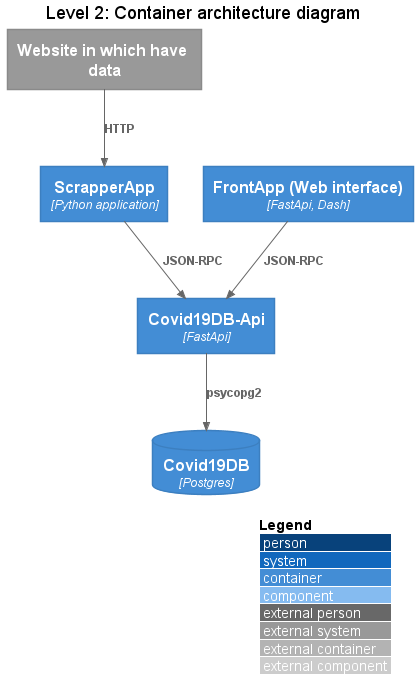 Level 2: Container architecture diagram
Website in which have
data
HTTP
ScrapperApp
[Python application]
FrontApp (Web interface)
[FastApi, Dash]
JSON-RPC
JSON-RPC
Covid19DB-Api
[FastApi]
psycopg2
Covid19DB
[Postgres]
Legend
person
system
container
component
external person
external system
external container
external component